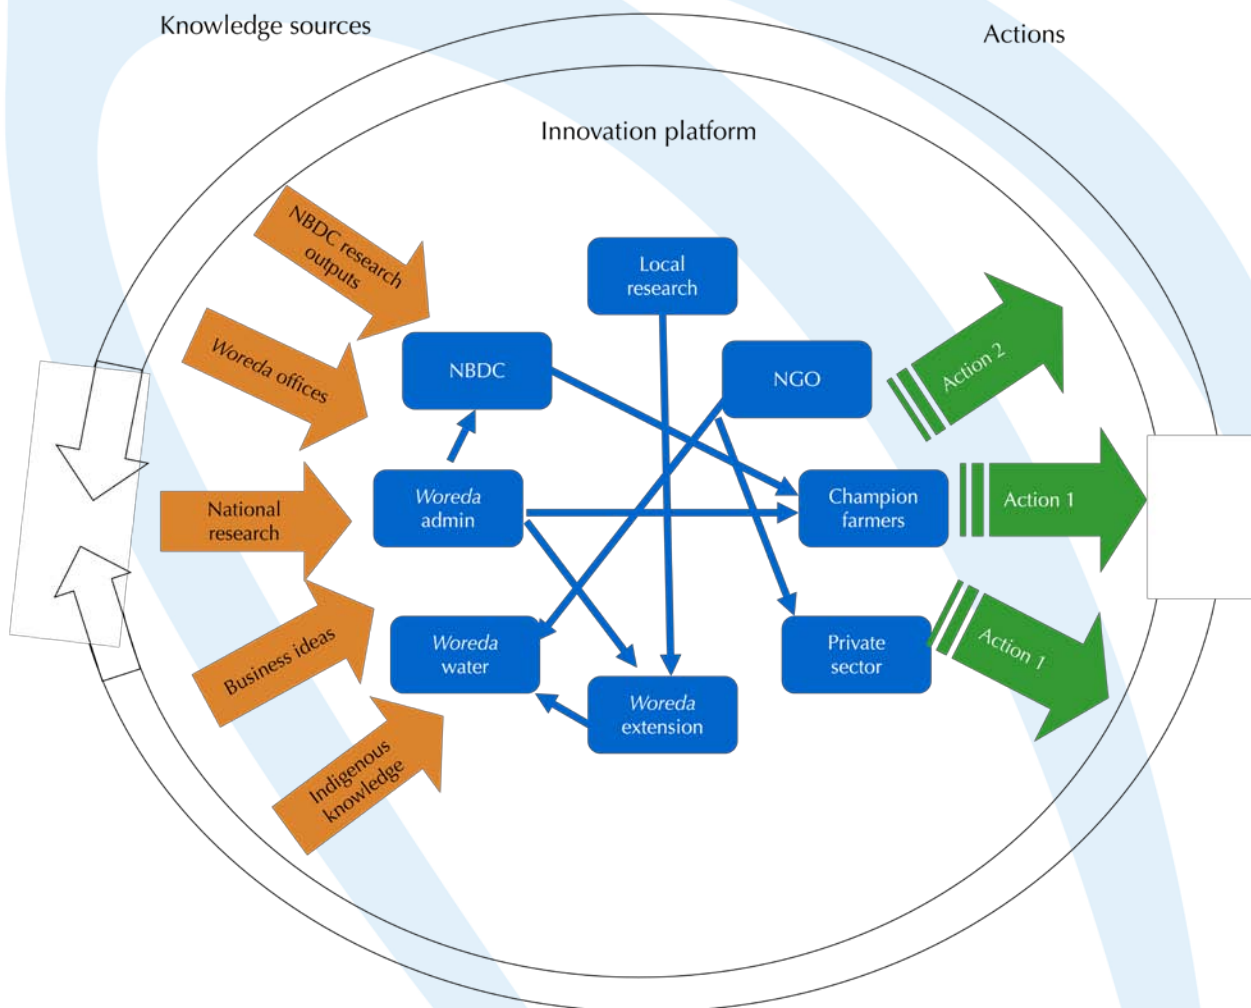 Knowledge sources
Actions
Innovation platform
NBDC research
outputs
Woreda offices
National
research
Business ideas
Indigenous
knowledge
Local
research
NBDC
NGO
Woreda
admin
Champion
farmers
Woreda
water
Woreda
extension
Private
sector
Action 2
Action 1
Action 1